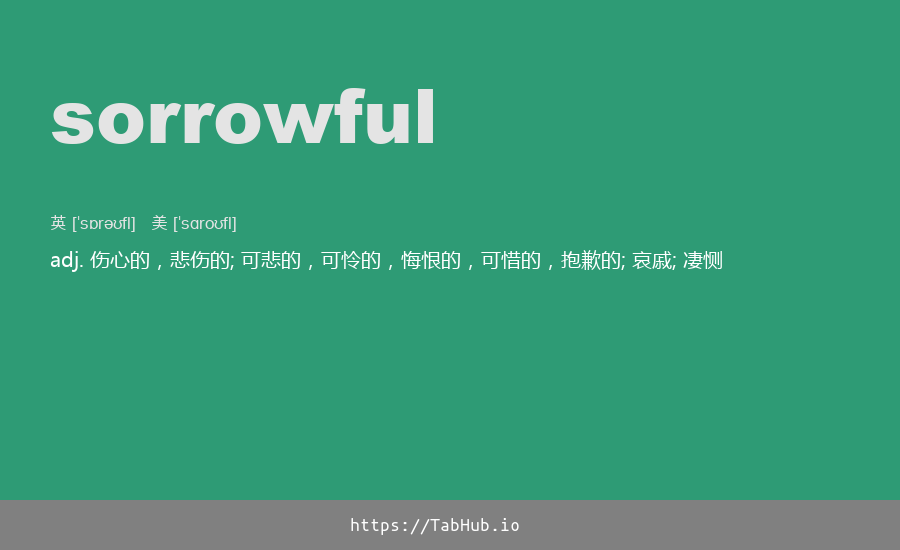 sorrowful
英 [ˈsɒrəʊfl] 美 [ˈsɑroʊfl]
adj. 伤心的，悲伤的; 可悲的，可怜的，悔恨的，可惜的，抱歉的; 哀戚; 凄恻
https://TabHub.io